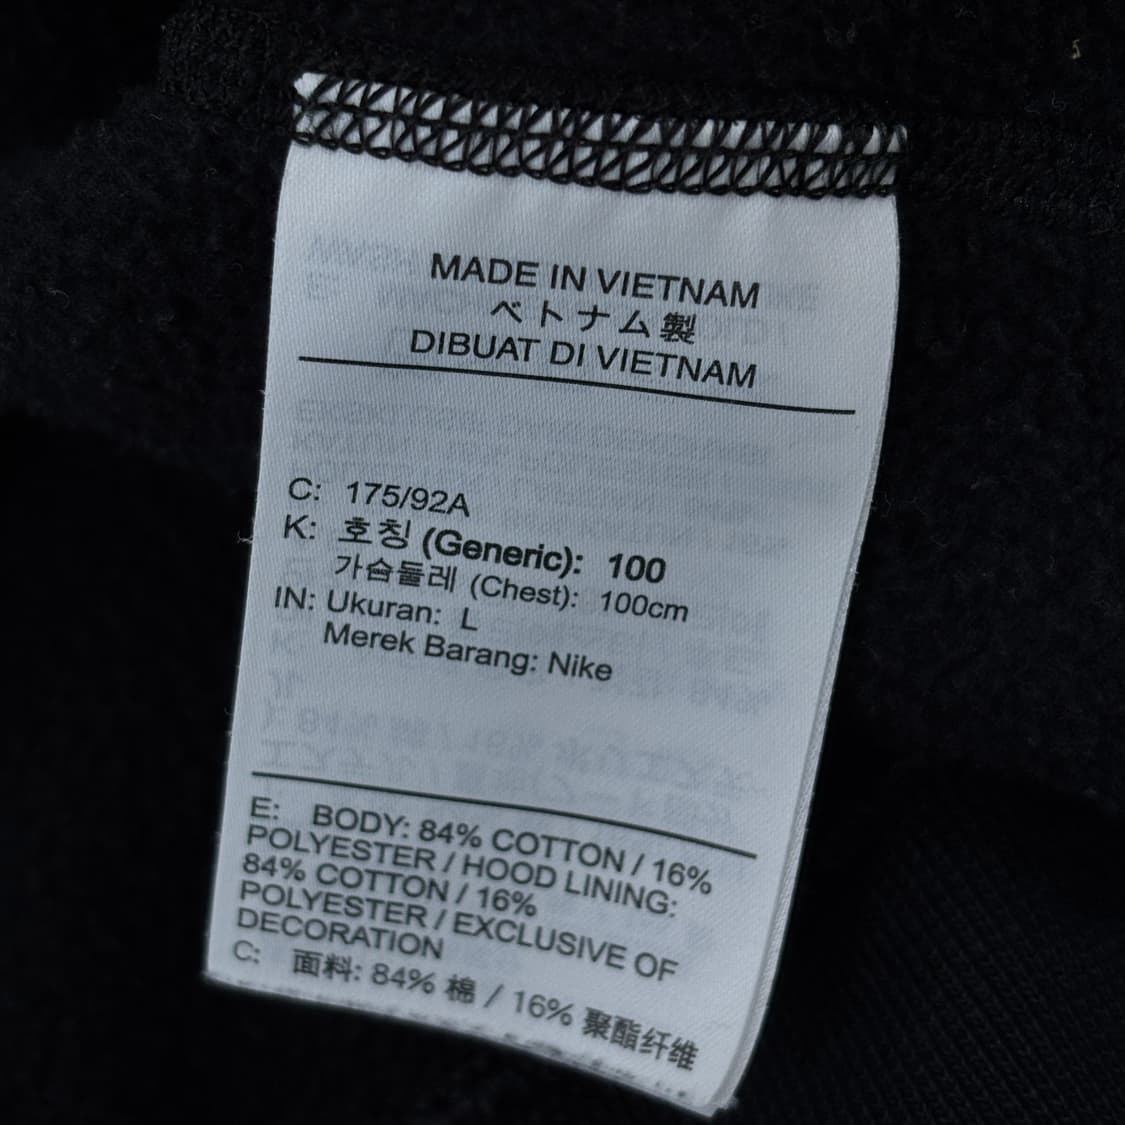 MADE IN VIETNAM
ベトナム製
DIBUAT DI VIETNAM
C: 175/92A
K: 호칭 (Generic): 100
가슴둘레 (Chest): 100cm
IN: Ukuran: L
Merek Barang: Nike
E: BODY: 84% COTTON / 16%
POLYESTER / HOOD LINING:
84% COTTON / 16%
POLYESTER / EXCLUSIVE OF
DECORATION
C: 面料: 84% 棉 / 16% 聚酯纤维